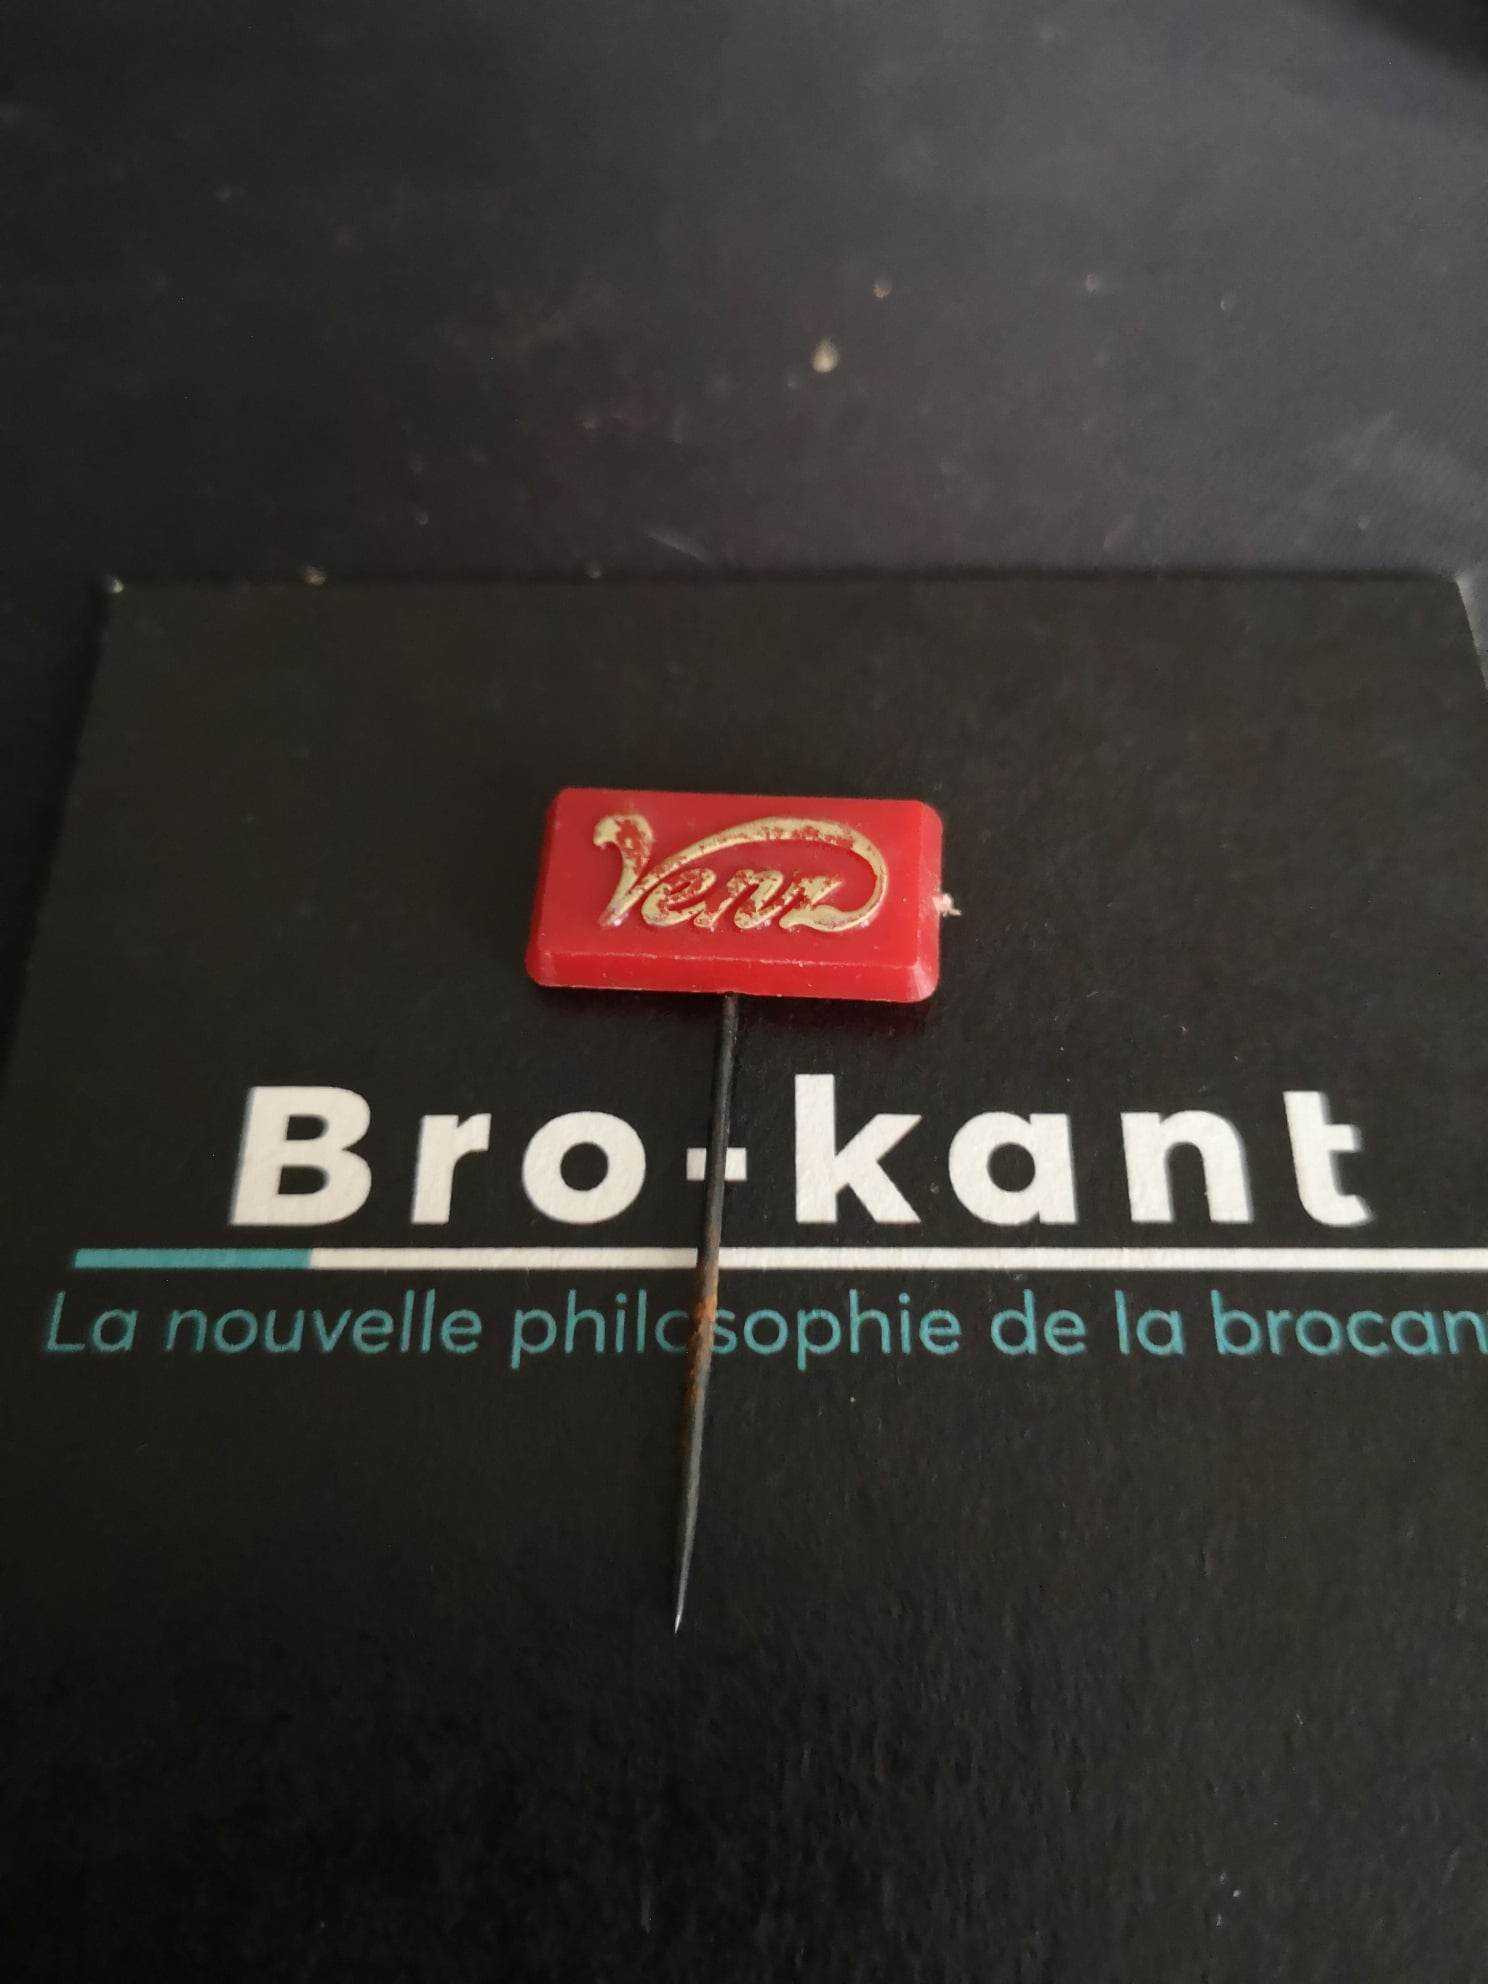 Venz
Bro-kant
La nouvelle philosophie de la brocan